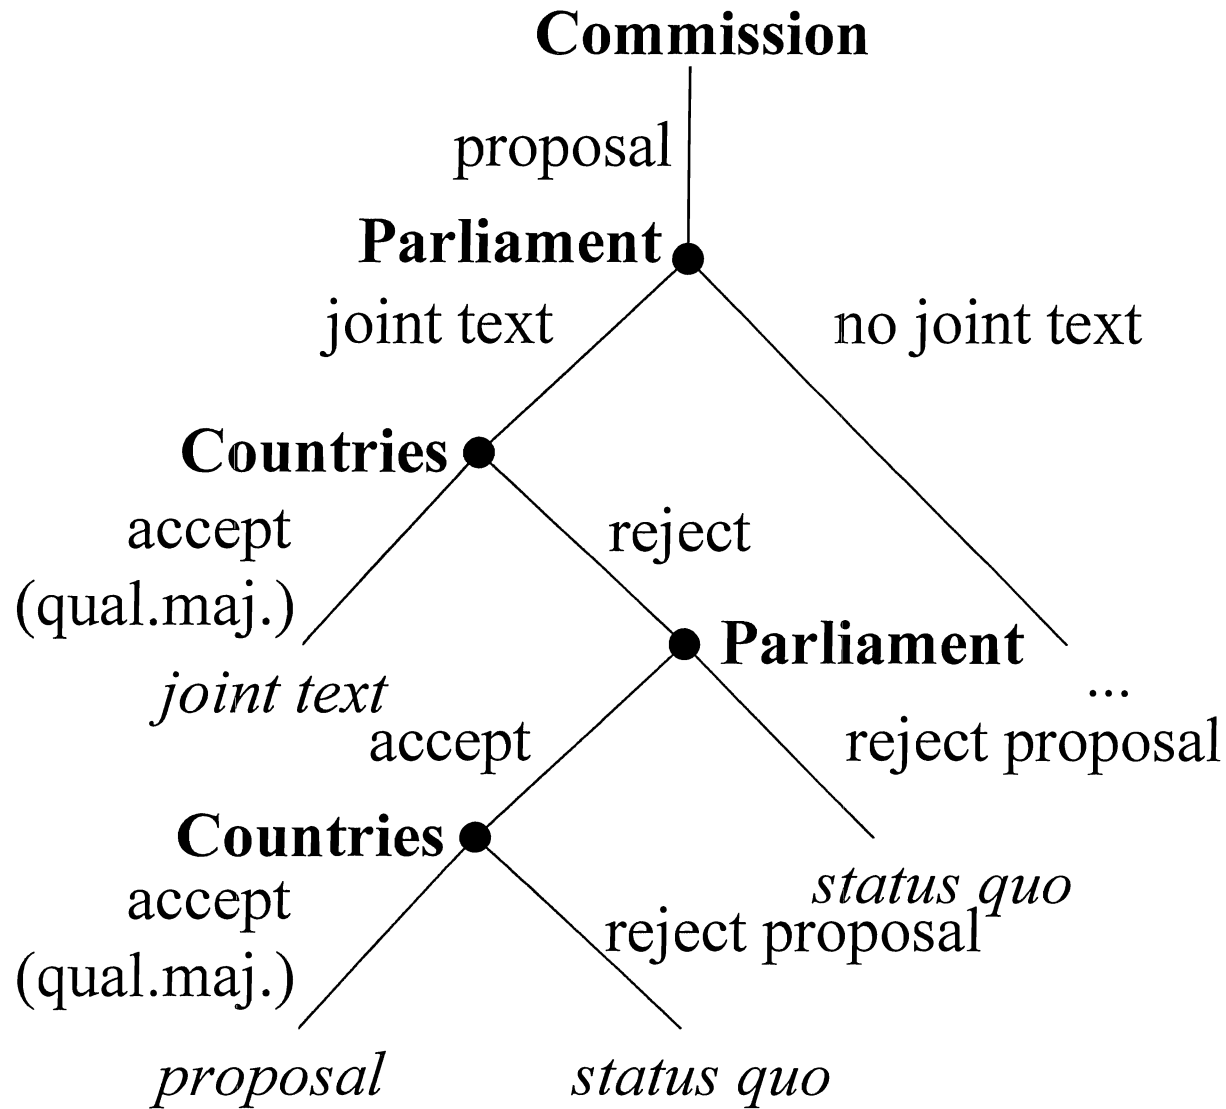 Commission
proposal
Parliament
joint text
no joint text
Countries
accept
reject
(qual.maj.)
Parliament
joint text
...
accept
reject proposal
Countries
status quo
accept
reject proposal
(qual.maj.)
proposal
status quo